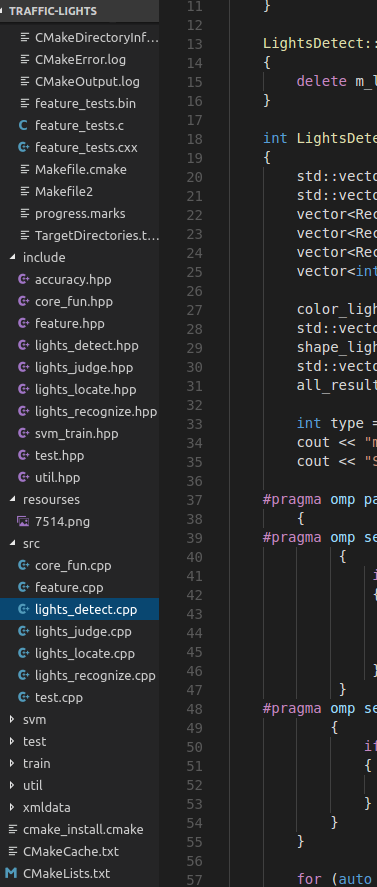 TRAFFIC-LIGHTS
CMakeDirectoryInf...
CMakeError.log
CMakeOutput.log
feature_tests.bin
feature_tests.c
feature_tests.cxx
Makefile.cmake
Makefile2
progress.marks
TargetDirectories.t...
include
accuracy.hpp
core_fun.hpp
feature.hpp
lights_detect.hpp
lights_judge.hpp
lights_locate.hpp
lights_recognize.hpp
svm_train.hpp
test.hpp
util.hpp
resourses
7514.png
src
core_fun.cpp
feature.cpp
lights_detect.cpp
lights_judge.cpp
lights_locate.cpp
lights_recognize.cpp
test.cpp
svm
test
train
util
xmldata
cmake_install.cmake
CMakeCache.txt
CMakeLists.txt
11 }
12
13 LightsDetect::
14 {
15 delete m_l
16 }
17
18 int LightsDete
19 {
20 std::vecto
21 std::vecto
22 vector<Rec
23 vector<Rec
24 vector<Rec
25 vector<int
26
27 color_ligh
28 std::vecto
29 shape_ligh
30 std::vecto
31 all_result
32
33 int type =
34 cout << "m
35 cout << "S
36
37 #pragma omp pa
38 {
39 #pragma omp se
40 {
41 i
42 {
43
44
45
46 }
47 }
48 #pragma omp se
49 {
50 if
51 {
52
53 }
54 }
55 }
56
57 for (auto